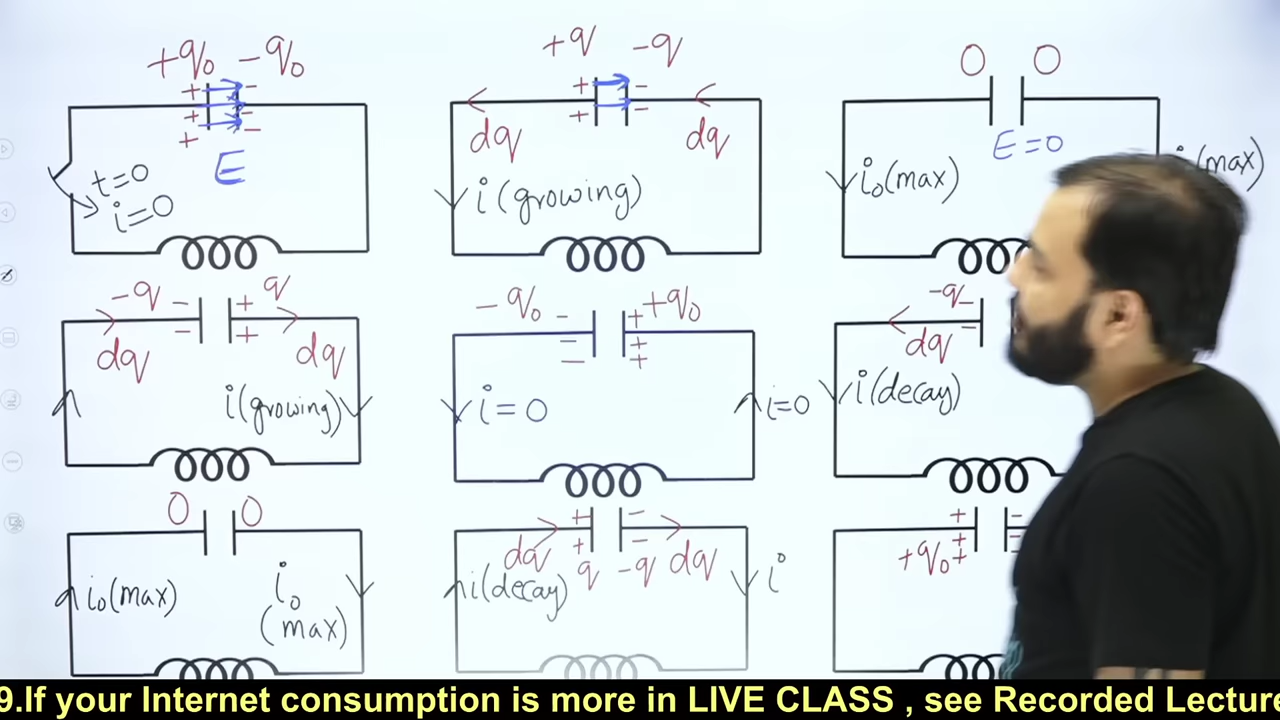 +q₀ -q₀
+ -
+ -
+ -
E
t=0
i=0
+q -q
+ -
+ -
dq dq
i(growing)
0 0
E=0
i₀(max)
(max)
-q - + q
- +
dq dq
i(growing)
-q₀ - + +q₀
- +
- +
i=0 i=0
-q -
-
dq
i(decay)
0 0
i₀(max)
i₀
(max)
+ -
dq + q -q - dq
i(decay) i
+ -
+ -
+q₀ +
9.If your Internet consumption is more in LIVE CLASS , see Recorded Lecture